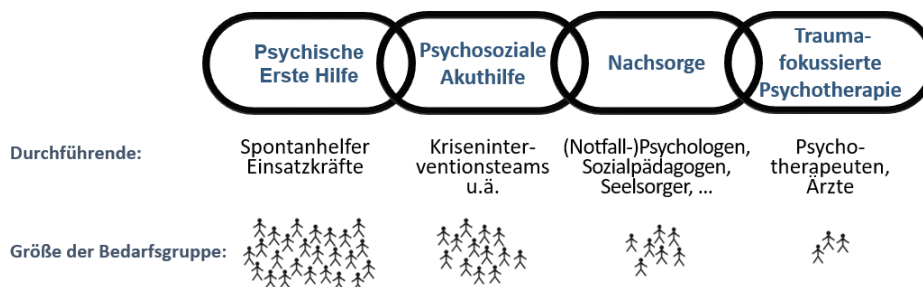 Psychische
Erste Hilfe
Psychosoziale
Akuthilfe
Nachsorge
Trauma-
fokussierte
Psychotherapie
Durchführende:
Spontanhelfer
Einsatzkräfte
Kriseninter-
ventionsteams
u.ä.
(Notfall-)Psychologen,
Sozialpädagogen,
Seelsorger, ...
Psycho-
therapeuten,
Ärzte
Größe der Bedarfsgruppe: